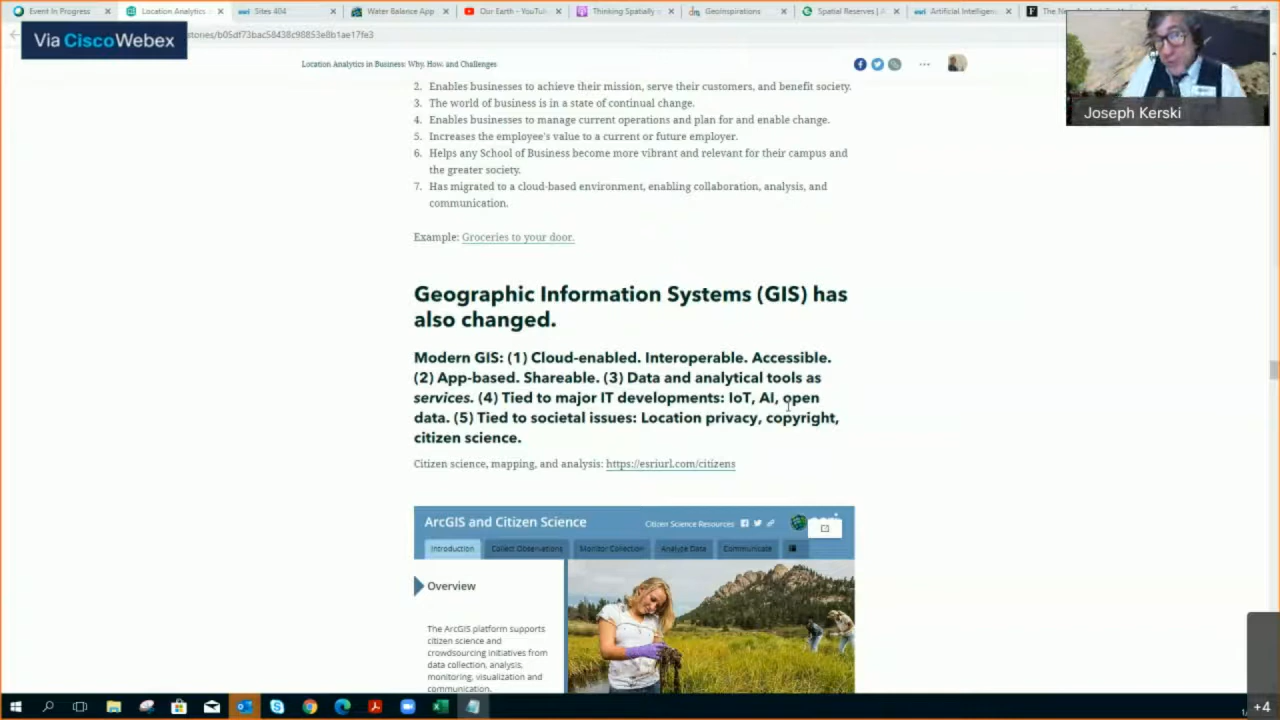 Event In Progress
Location Analytics
Sites 404
Water Balance App
Our Earth - YouTu
Thinking Spatially
GeoInspirations
Spatial Reserves | A
Artificial Intelligen
Via CiscoWebex
stories/b05df73bac58438c98853e8b1ae17fe3
Location Analytics in Business: Why, How, and Challenges
Joseph Kerski
2. Enables businesses to achieve their mission, serve their customers, and benefit society.
3. The world of business is in a state of continual change.
4. Enables businesses to manage current operations and plan for and enable change.
5. Increases the employee's value to a current or future employer.
6. Helps any School of Business become more vibrant and relevant for their campus and
the greater society.
7. Has migrated to a cloud-based environment, enabling collaboration, analysis, and
communication.
Example: Groceries to your door.
Geographic Information Systems (GIS) has
also changed.
Modern GIS: (1) Cloud-enabled. Interoperable. Accessible.
(2) App-based. Shareable. (3) Data and analytical tools as
services. (4) Tied to major IT developments: IoT, AI, open
data. (5) Tied to societal issues: Location privacy, copyright,
citizen science.
Citizen science, mapping, and analysis: https://esriurl.com/citizens
ArcGIS and Citizen Science
Citizen Science Resources
Introduction
Collect Observations
Monitor Collection
Analyze Data
Communicate
Overview
The ArcGIS platform supports
citizen science and
crowdsourcing initiatives from
data collection, analysis,
monitoring, visualization and
communication.
+4